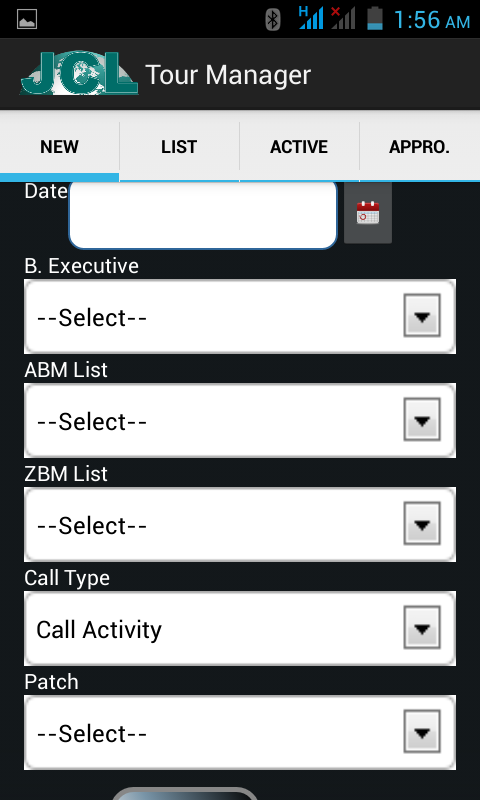 H 1:56 AM
JCL Tour Manager
NEW LIST ACTIVE APPRO.
Date
B. Executive
--Select--
ABM List
--Select--
ZBM List
--Select--
Call Type
Call Activity
Patch
--Select--